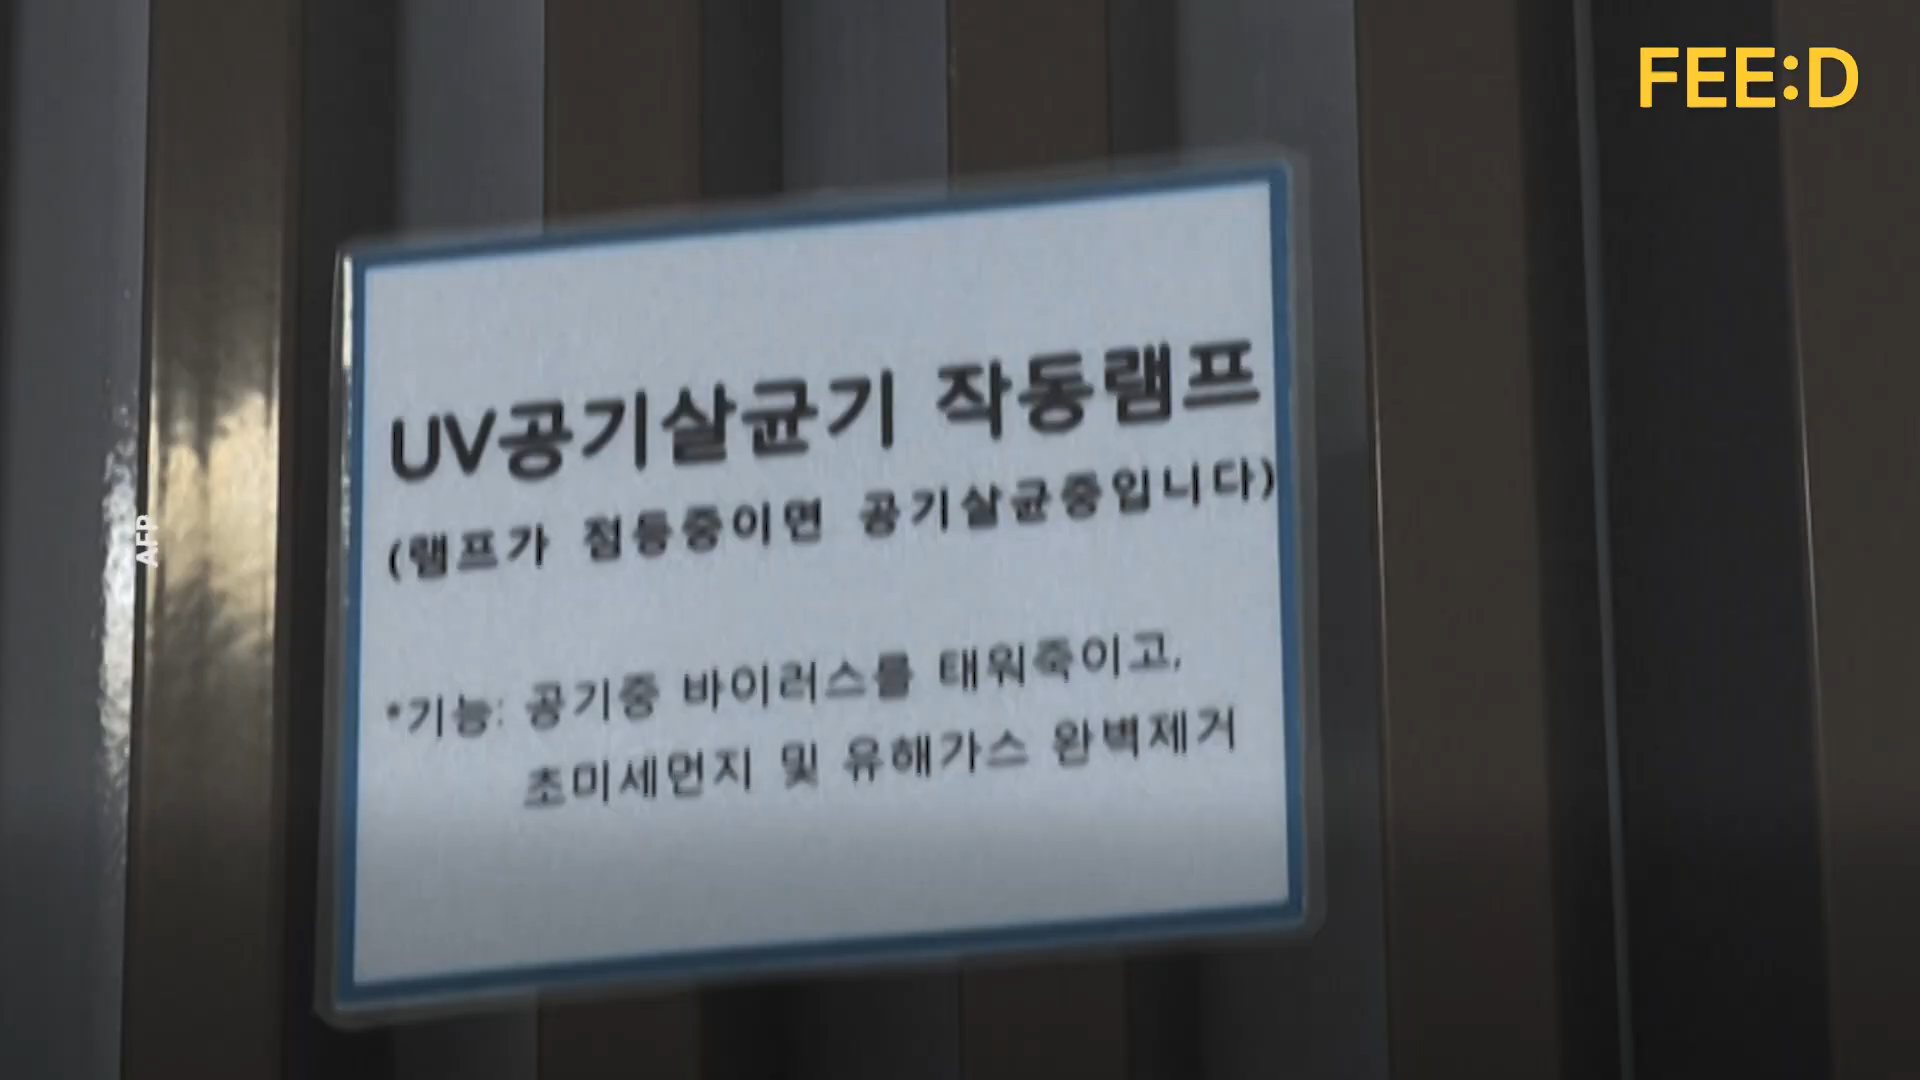 FEE:D
UV공기살균기 작동램프
(램프가 점등중이면 공기살균중입니다)
*기능: 공기중 바이러스를 태워죽이고,
초미세먼지 및 유해가스 완벽제거
AFP